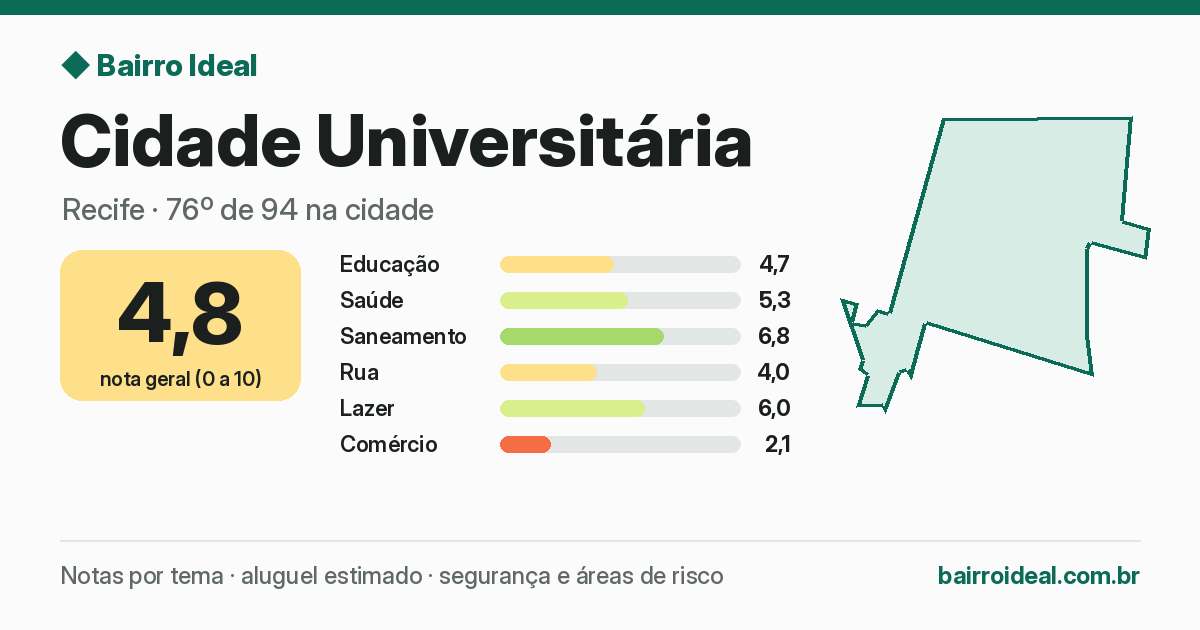 Bairro Ideal
Cidade Universitária
Recife · 76º de 94 na cidade
4,8
nota geral (0 a 10)
Educação 4,7
Saúde 5,3
Saneamento 6,8
Rua 4,0
Lazer 6,0
Comércio 2,1
Notas por tema · aluguel estimado · segurança e áreas de risco
bairroideal.com.br